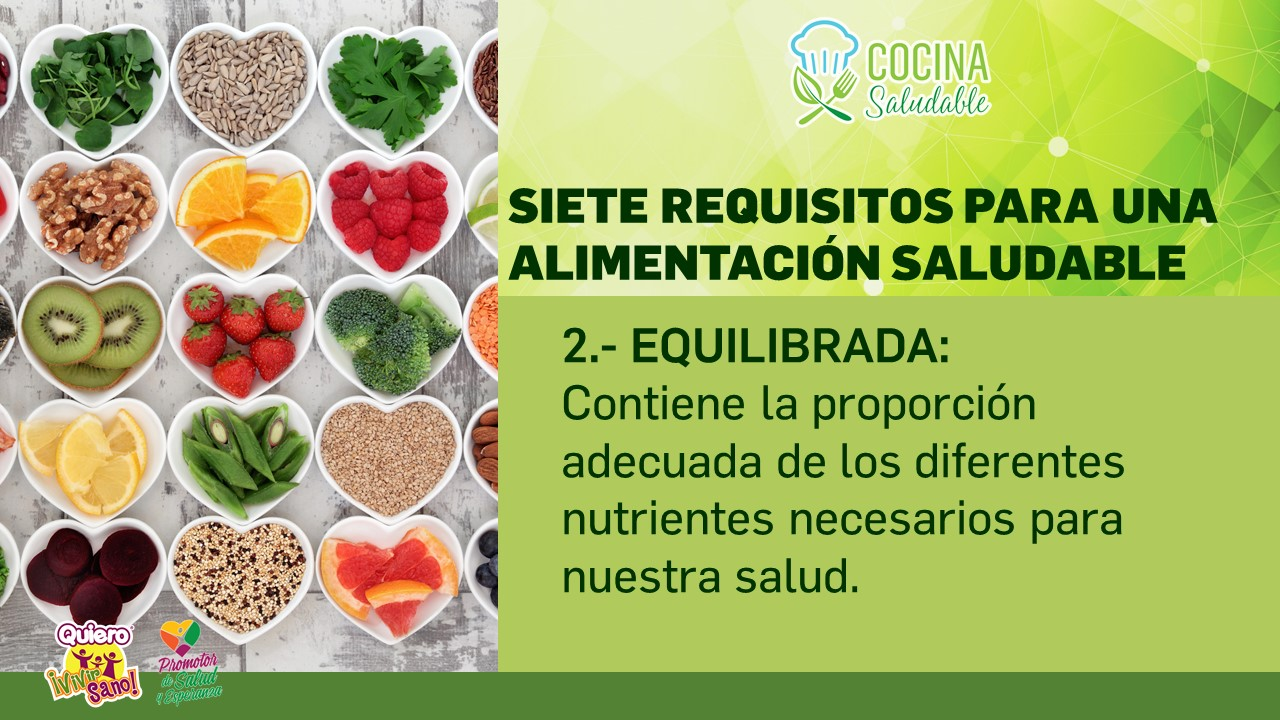 COCINA
Saludable
SIETE REQUISITOS PARA UNA
ALIMENTACIÓN SALUDABLE
2.- EQUILIBRADA:
Contiene la proporción
adecuada de los diferentes
nutrientes necesarios para
nuestra salud.
Quiero
¡Vivir
Sano!
Promotor
de Salud
y Esperanza